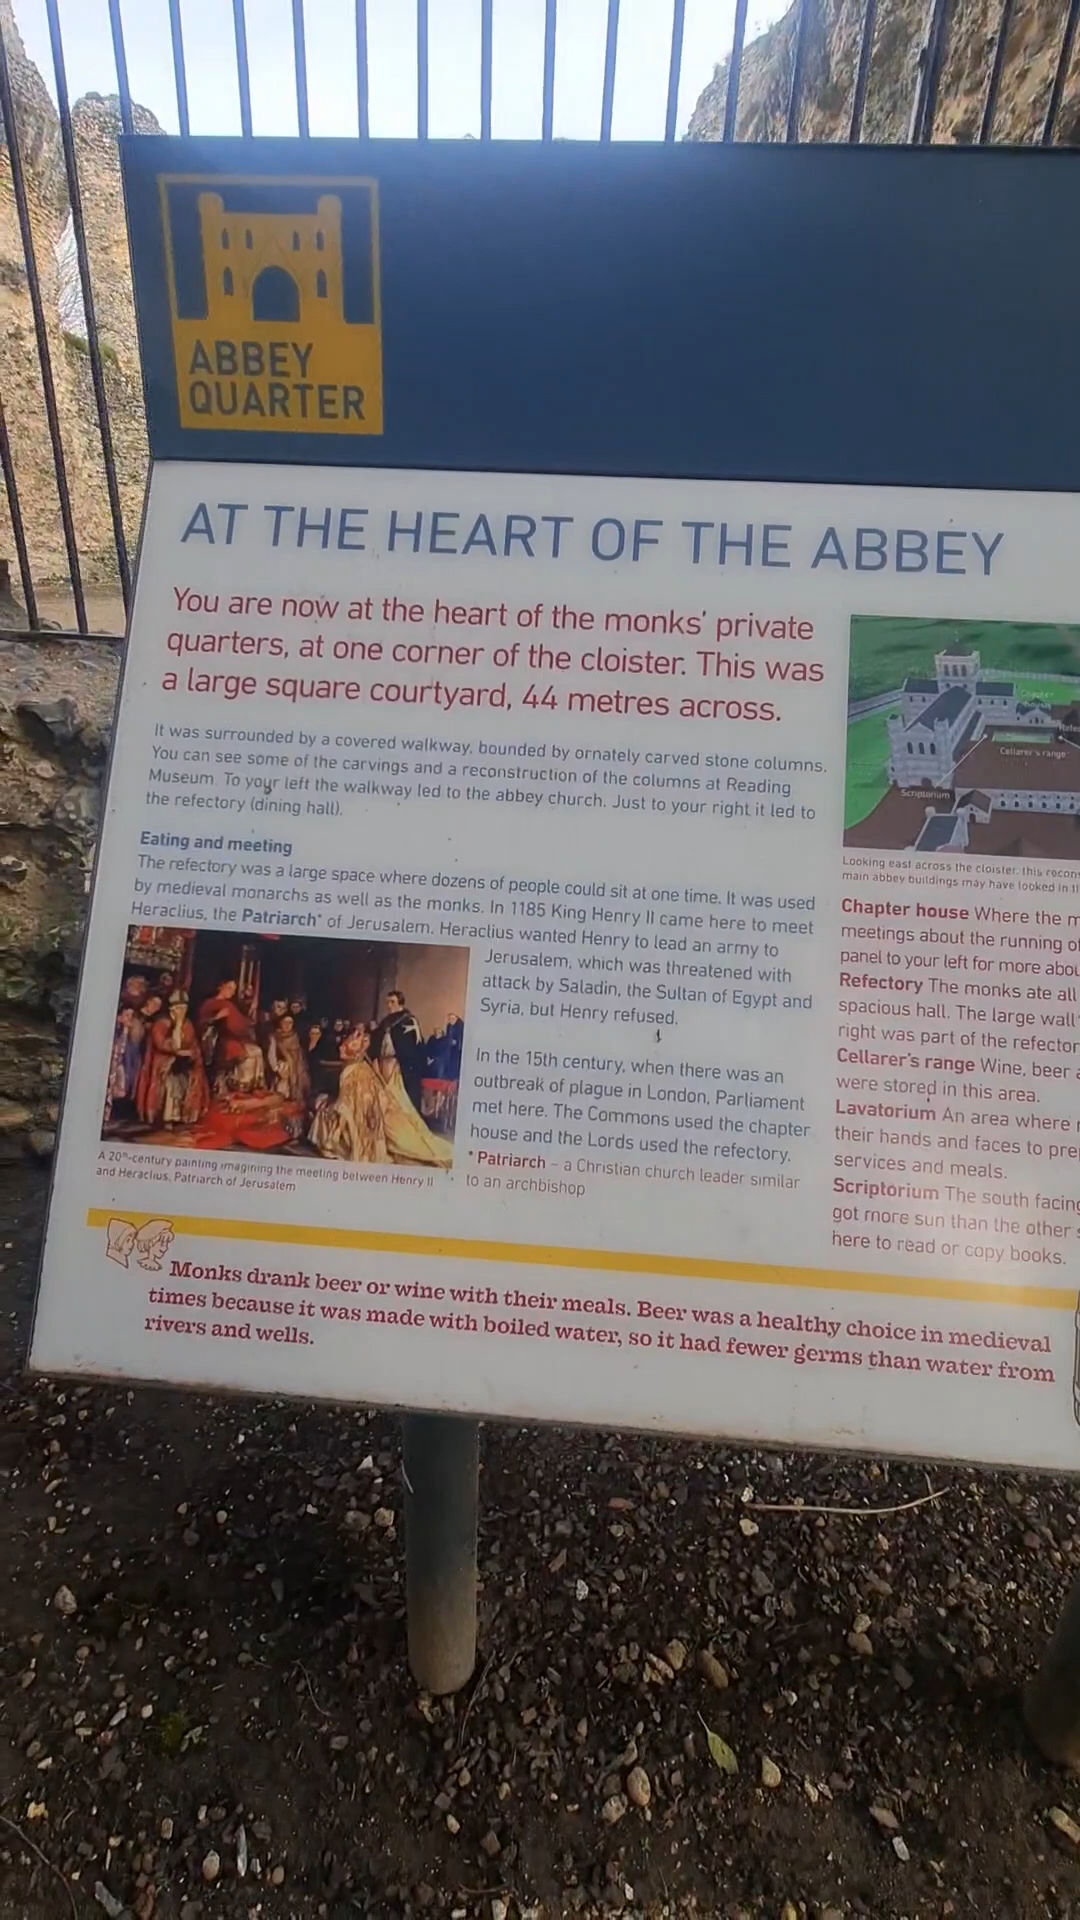 ABBEY
QUARTER
AT THE HEART OF THE ABBEY
You are now at the heart of the monks' private
quarters, at one corner of the cloister. This was
a large square courtyard, 44 metres across.
It was surrounded by a covered walkway, bounded by ornately carved stone columns.
You can see some of the carvings and a reconstruction of the columns at Reading
Museum. To your left the walkway led to the abbey church. Just to your right it led to
the refectory (dining hall).
Eating and meeting
The refectory was a large space where dozens of people could sit at one time. It was used
by medieval monarchs as well as the monks. In 1185 King Henry II came here to meet
Heraclius, the Patriarch* of Jerusalem. Heraclius wanted Henry to lead an army to
Jerusalem, which was threatened with
attack by Saladin, the Sultan of Egypt and
Syria, but Henry refused.
In the 15th century, when there was an
outbreak of plague in London, Parliament
met here. The Commons used the chapter
house and the Lords used the refectory.
* Patriarch – a Christian church leader similar
to an archbishop
A 20th-century painting imagining the meeting between Henry II
and Heraclius, Patriarch of Jerusalem
Chapter
house
Cellarer's range
Scriptorium
Looking east across the cloister, this
main abbey buildings may have looked in
Chapter house Where the
meetings about the running
panel to your left for more
Refectory The monks ate all
spacious hall. The large wall
right was part of the
Cellarer's range Wine, beer
were stored in this area.
Lavatorium An area where
their hands and faces to
services and meals.
Scriptorium The south facing
got more sun than the other
here to read or copy books.
Monks drank beer or wine with their meals. Beer was a healthy choice in medieval
times because it was made with boiled water, so it had fewer germs than water from
rivers and wells.